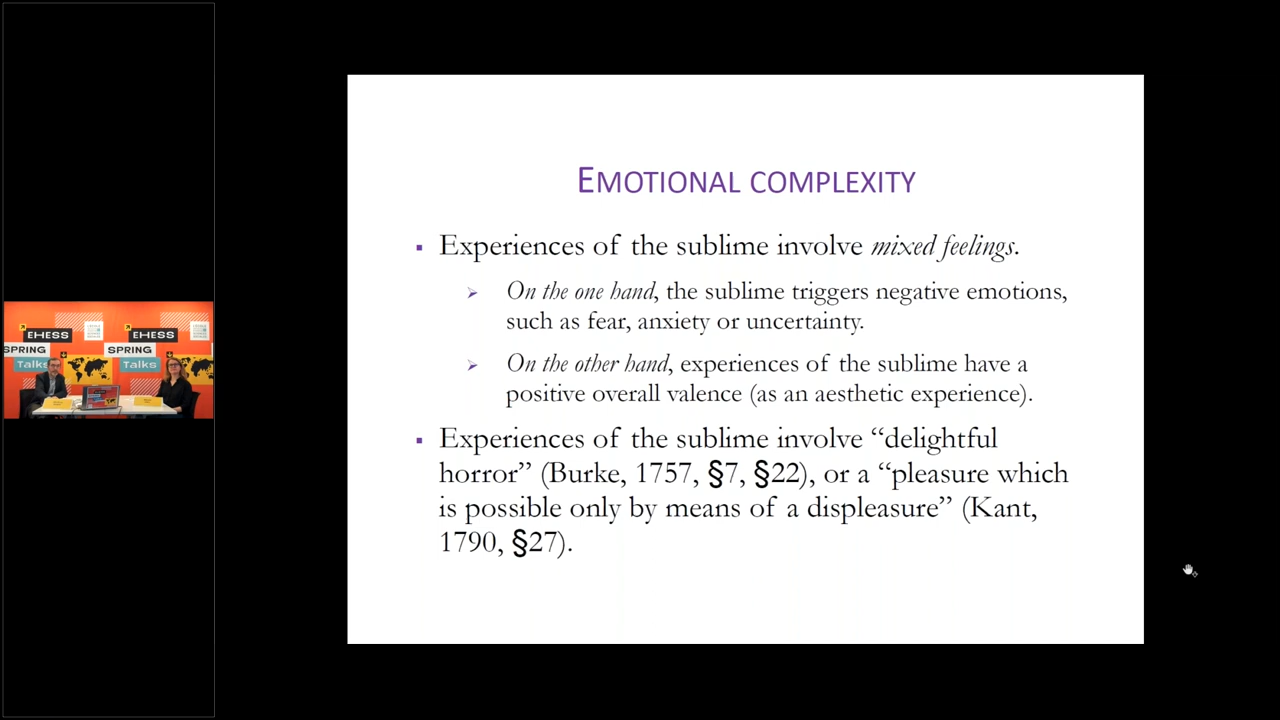 EMOTIONAL COMPLEXITY
▪ Experiences of the sublime involve mixed feelings.
➢ On the one hand, the sublime triggers negative emotions,
such as fear, anxiety or uncertainty.
➢ On the other hand, experiences of the sublime have a
positive overall valence (as an aesthetic experience).
▪ Experiences of the sublime involve “delightful
horror” (Burke, 1757, §7, §22), or a “pleasure which
is possible only by means of a displeasure” (Kant,
1790, §27).
EHESS
SPRING
Talks
EHESS
SPRING
Talks